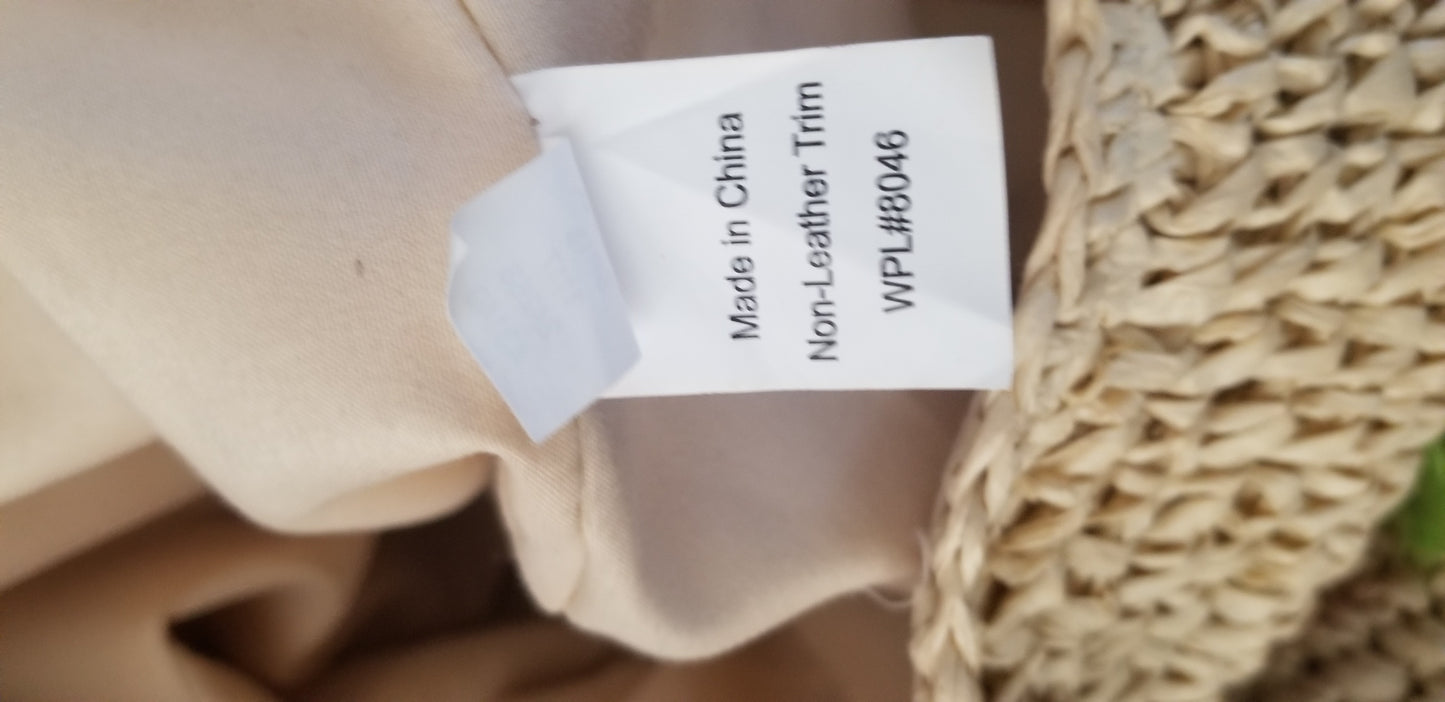 Made in China
Non-Leather Trim
WPL#8046